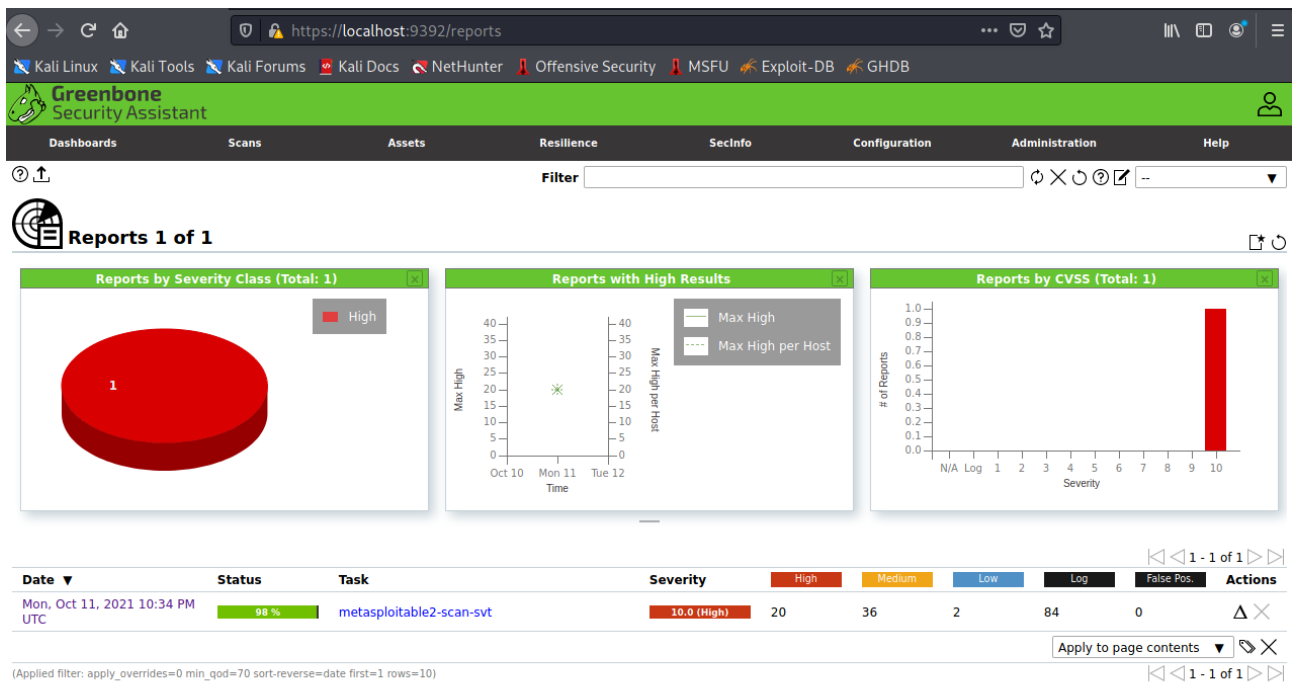 https://localhost:9392/reports
Kali Linux Kali Tools Kali Forums Kali Docs NetHunter Offensive Security MSFU Exploit-DB GHDB
Greenbone
Security Assistant
Dashboards Scans Assets Resilience SecInfo Configuration Administration Help
Filter --
Reports 1 of 1
Reports by Severity Class (Total: 1)
High
1
Reports with High Results
Max High
Max High per Host
40 40
35 35
30 30
25 25
20 20
15 15
10 10
5 5
0 0
Max High
Max High per Host
Oct 10 Mon 11 Tue 12
Time
Reports by CVSS (Total: 1)
1.0
0.9
0.8
0.7
0.6
0.5
0.4
0.3
0.2
0.1
0.0
# of Reports
N/A Log 1 2 3 4 5 6 7 8 9 10
Severity
1 - 1 of 1
Date ▼ Status Task Severity High Medium Low Log False Pos. Actions
Mon, Oct 11, 2021 10:34 PM 98 % metasploitable2-scan-svt 10.0 (High) 20 36 2 84 0
UTC
Apply to page contents ▼
(Applied filter: apply_overrides=0 min_qod=70 sort-reverse=date first=1 rows=10) 1 - 1 of 1